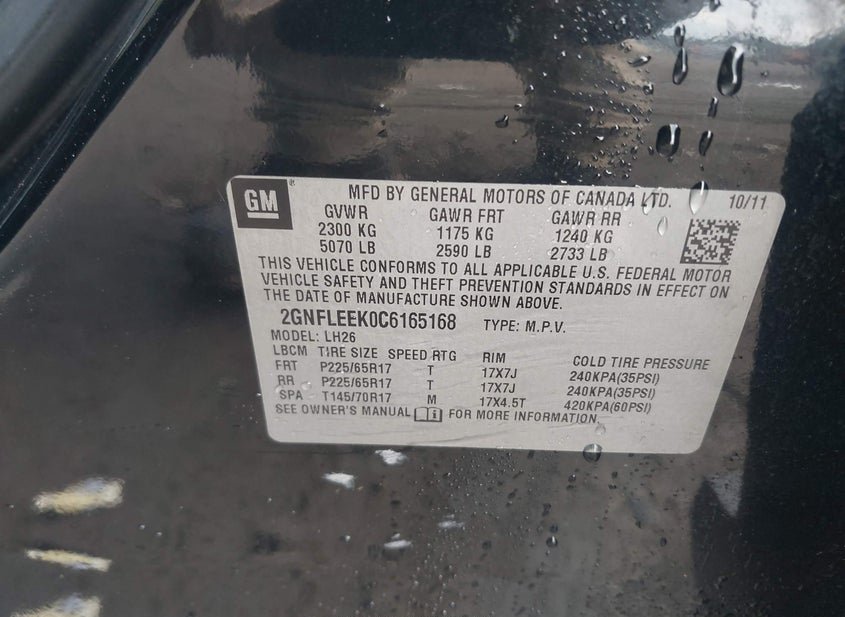 GM ® MFD BY GENERAL MOTORS OF CANADA LTD. 10/11
GVWR GAWR FRT GAWR RR
2300 KG 1175 KG 1240 KG
5070 LB 2590 LB 2733 LB
THIS VEHICLE CONFORMS TO ALL APPLICABLE U.S. FEDERAL MOTOR
VEHICLE SAFETY AND THEFT PREVENTION STANDARDS IN EFFECT ON
THE DATE OF MANUFACTURE SHOWN ABOVE.
2GNFLEEK0C6165168 TYPE: M.P.V.
MODEL: LH26
LBCM TIRE SIZE SPEED RTG RIM COLD TIRE PRESSURE
FRT P225/65R17 T 17X7J 240KPA(35PSI)
RR P225/65R17 T 17X7J 240KPA(35PSI)
SPA T145/70R17 M 17X4.5T 420KPA(60PSI)
SEE OWNER'S MANUAL FOR MORE INFORMATION.